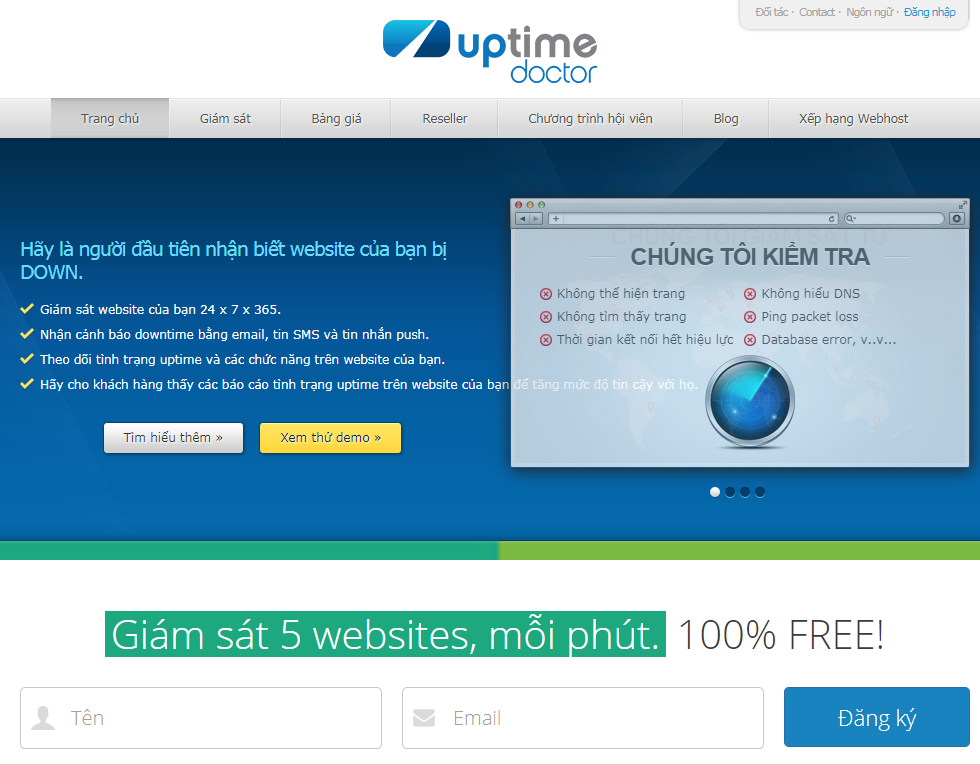 Đối tác · Contact · Ngôn ngữ · Đăng nhập
uptime
doctor
Trang chủ Giám sát Bảng giá Reseller Chương trình hội viên Blog Xếp hạng Webhost
Hãy là người đầu tiên nhận biết website của bạn bị
DOWN.
Giám sát website của bạn 24 x 7 x 365.
Nhận cảnh báo downtime bằng email, tin SMS và tin nhắn push.
Theo dõi tình trạng uptime và các chức năng trên website của bạn.
Hãy cho khách hàng thấy các báo cáo tình trạng uptime trên website của bạn để tăng mức độ tin cậy với họ.
Tìm hiểu thêm »
Xem thử demo »
CHÚNG TÔI GIÁM SÁT TỪ
CHÚNG TÔI KIỂM TRA
Không thể hiện trang
Không hiểu DNS
Không tìm thấy trang
Ping packet loss
Thời gian kết nối hết hiệu lực
Database error, v..v...
Giám sát 5 websites, mỗi phút. 100% FREE!
Tên
Email
Đăng ký